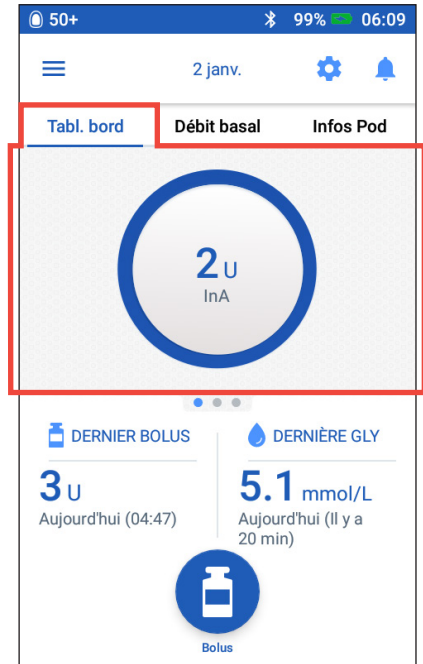 50+ 99% 06:09
2 janv.
Tabl. bord Débit basal Infos Pod
2 U
InA
DERNIER BOLUS DERNIÈRE GLY
3 U 5.1 mmol/L
Aujourd'hui (04:47) Aujourd'hui (Il y a
20 min)
Bolus